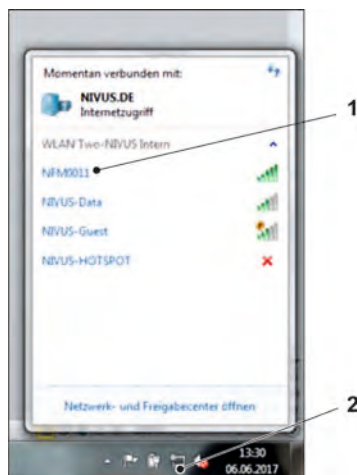 Momentan verbunden mit:
NIVUS.DE
Internetzugriff
WLAN Two-NIVUS Intern
NFM0011
NIVUS-Data
NIVUS-Guest
NIVUS-HOTSPOT
Netzwerk- und Freigabecenter öffnen
13:30
06.06.2017
1
2